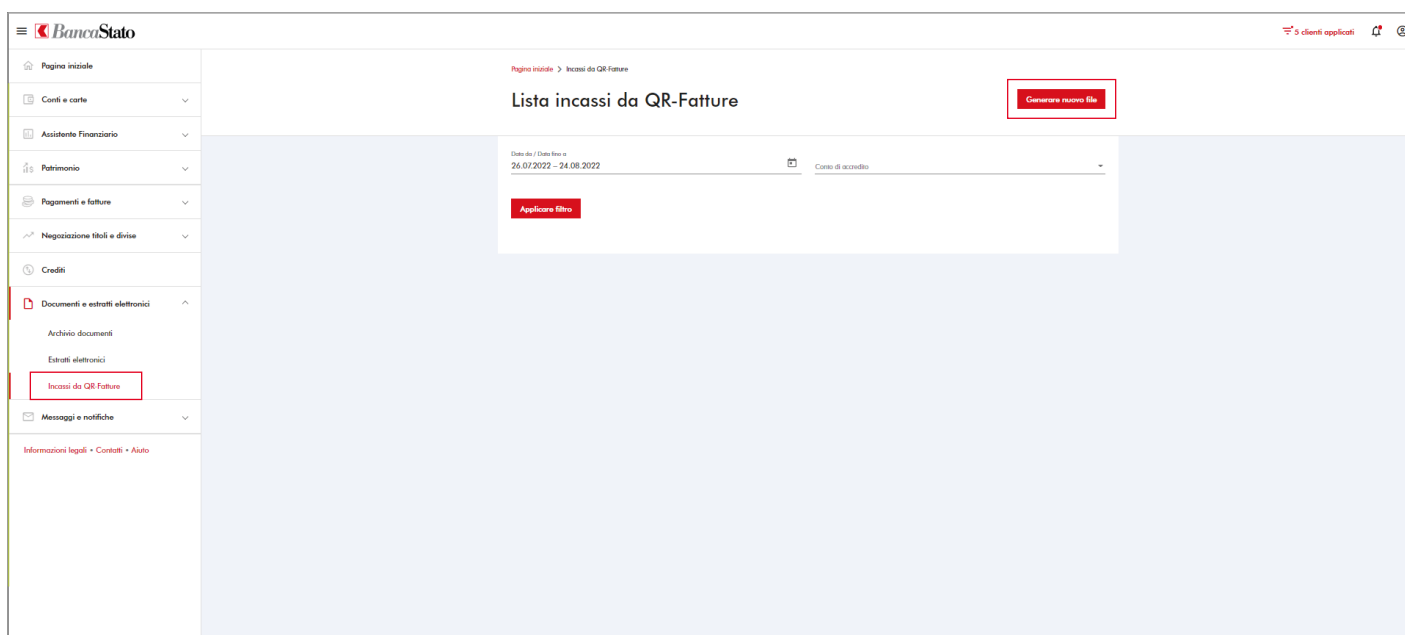 BancaStato
5 clienti applicati
Pagina iniziale
Conti e carte
Assistente Finanziario
Patrimonio
Pagamenti e fatture
Negoziazione titoli e divise
Crediti
Documenti e estratti elettronici
Archivio documenti
Estratti elettronici
Incassi da QR-Fatture
Messaggi e notifiche
Informazioni legali • Contatti • Aiuto
Pagina iniziale > Incassi da QR-Fatture
Lista incassi da QR-Fatture
Generare nuovo file
Data da / Data fino a
26.07.2022 – 24.08.2022
Conto di accredito
Applicare filtro